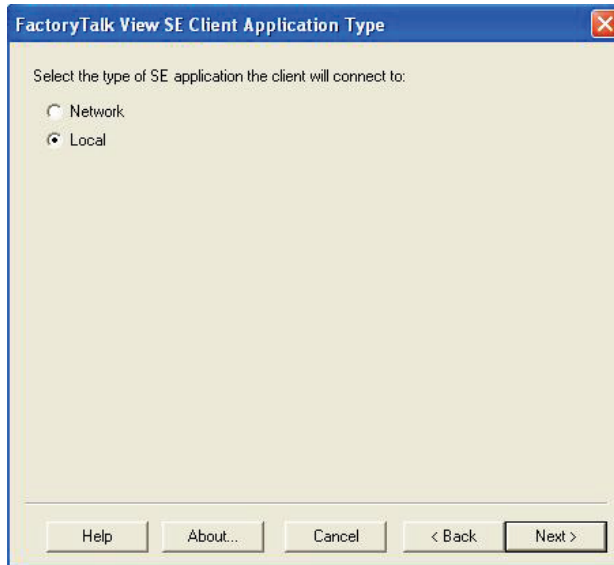 FactoryTalk View SE Client Application Type
Select the type of SE application the client will connect to:
Network
Local
Help About... Cancel < Back Next >